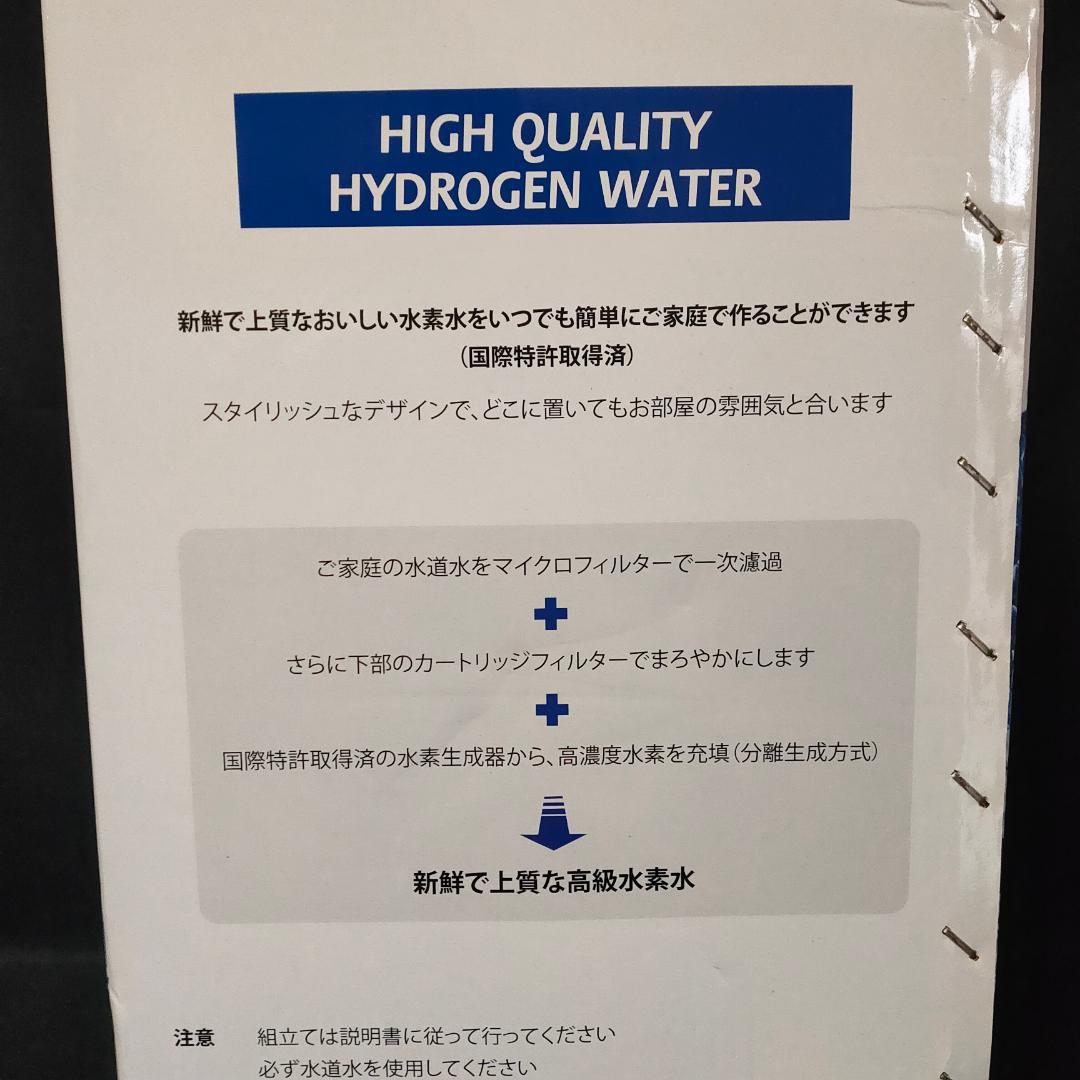 HIGH QUALITY
HYDROGEN WATER
新鮮で上質なおいしい水素水をいつでも簡単にご家庭で作ることができます
（国際特許取得済）
スタイリッシュなデザインで、どこに置いてもお部屋の雰囲気と合います
ご家庭の水道水をマイクロフィルターで一次濾過
さらに下部のカートリッジフィルターでまろやかにします
国際特許取得済の水素生成器から、高濃度水素を充填（分離生成方式）
新鮮で上質な高級水素水
注意 組立ては説明書に従って行ってください
必ず水道水を使用してください